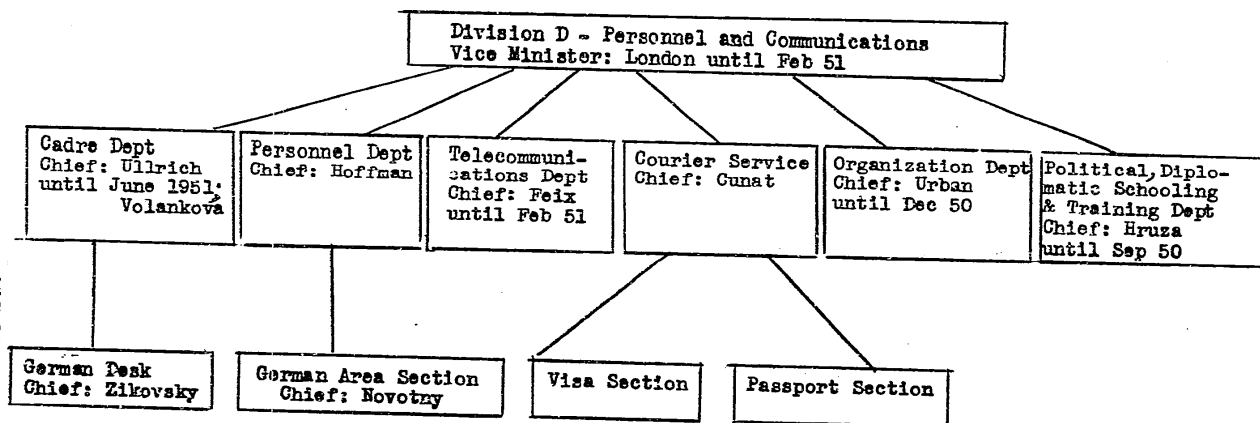 Division D - Personnel and Communications
Vice Minister: London until Feb 51
Cadre Dept
Chief: Ullrich
until June 1951;
Volankova
Personnel Dept
Chief: Hoffman
Telecommuni-
cations Dept
Chief: Feix
until Feb 51
Courier Service
Chief: Cunat
Organization Dept
Chief: Urban
until Dec 50
Political, Diplo-
matic Schooling
& Training Dept
Chief: Hruza
until Sep 50
German Desk
Chief: Zikovsky
German Area Section
Chief: Novotny
Visa Section
Passport Section